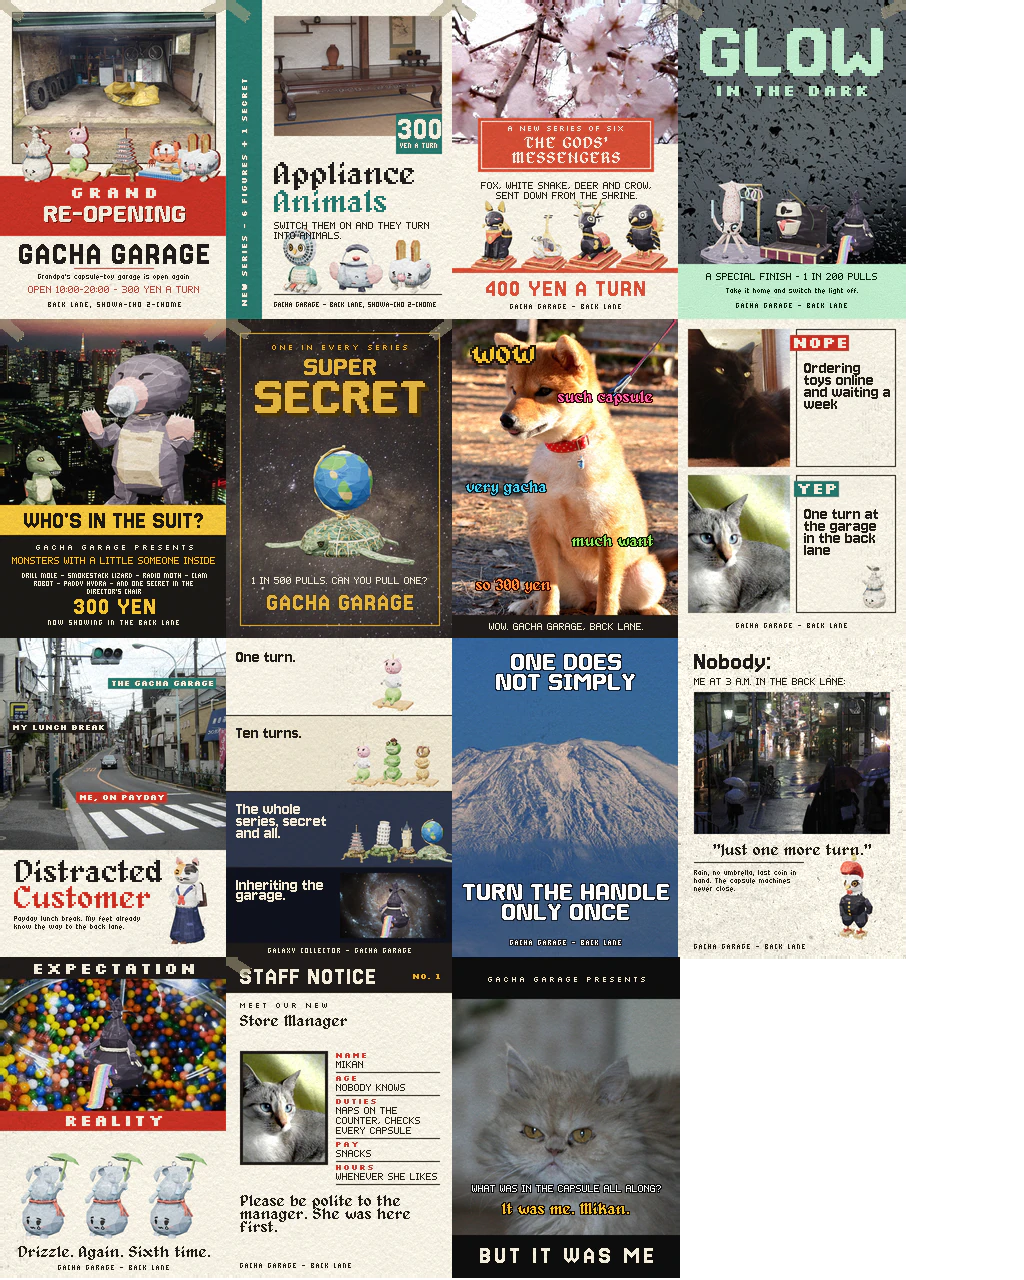 GRAND
RE-OPENING
GACHA GARAGE
Grandpa's capsule-toy garage is open again
OPEN 10:00-20:00 - 300 YEN A TURN
BACK LANE, SHOWA-CHO 2-CHOME
NEW SERIES - 6 FIGURES + 1 SECRET
300
YEN A TURN
Appliance
Animals
SWITCH THEM ON AND THEY TURN
INTO ANIMALS.
GACHA GARAGE - BACK LANE, SHOWA-CHO 2-CHOME
A NEW SERIES OF SIX
THE GODS'
MESSENGERS
FOX, WHITE SNAKE, DEER AND CROW,
SENT DOWN FROM THE SHRINE.
400 YEN A TURN
GACHA GARAGE - BACK LANE
GLOW
IN THE DARK
A SPECIAL FINISH - 1 IN 200 PULLS
Take it home and switch the light off.
GACHA GARAGE - BACK LANE
WHO'S IN THE SUIT?
GACHA GARAGE PRESENTS
MONSTERS WITH A LITTLE SOMEONE INSIDE
DRILL MOLE - SMOKESTACK LIZARD - RADIO MOTH - CLAM
ROBOT - PADDY HYDRA - AND ONE SECRET IN THE
DIRECTOR'S CHAIR
300 YEN
NOW SHOWING IN THE BACK LANE
ONE IN EVERY SERIES
SUPER
SECRET
1 IN 500 PULLS. CAN YOU PULL ONE?
GACHA GARAGE
WOW
such capsule
very gacha
much want
so 300 yen
WOW. GACHA GARAGE, BACK LANE.
NOPE
Ordering
toys online
and waiting a
week
YEP
One turn at
the garage
in the back
lane
GACHA GARAGE - BACK LANE
THE GACHA GARAGE
MY LUNCH BREAK
ME, ON PAYDAY
Distracted
Customer
Payday lunch break. My feet already
know the way to the back lane.
One turn.
Ten turns.
The whole
series, secret
and all.
Inheriting the
garage.
GALAXY COLLECTOR - GACHA GARAGE
ONE DOES
NOT SIMPLY
TURN THE HANDLE
ONLY ONCE
GACHA GARAGE - BACK LANE
Nobody:
ME AT 3 A.M. IN THE BACK LANE:
"Just one more turn."
Rain, no umbrella, last coin in
hand. The capsule machines
never close.
GACHA GARAGE - BACK LANE
EXPECTATION
REALITY
Drizzle. Again. Sixth time.
GACHA GARAGE - BACK LANE
STAFF NOTICE
NO. 1
MEET OUR NEW
Store Manager
NAME
MIKAN
AGE
NOBODY KNOWS
DUTIES
NAPS ON THE
COUNTER, CHECKS
EVERY CAPSULE
PAY
SNACKS
HOURS
WHENEVER SHE LIKES
Please be polite to the
manager. She was here
first.
GACHA GARAGE - BACK LANE
GACHA GARAGE PRESENTS
WHAT WAS IN THE CAPSULE ALL ALONG?
It was me. Mikan.
BUT IT WAS ME